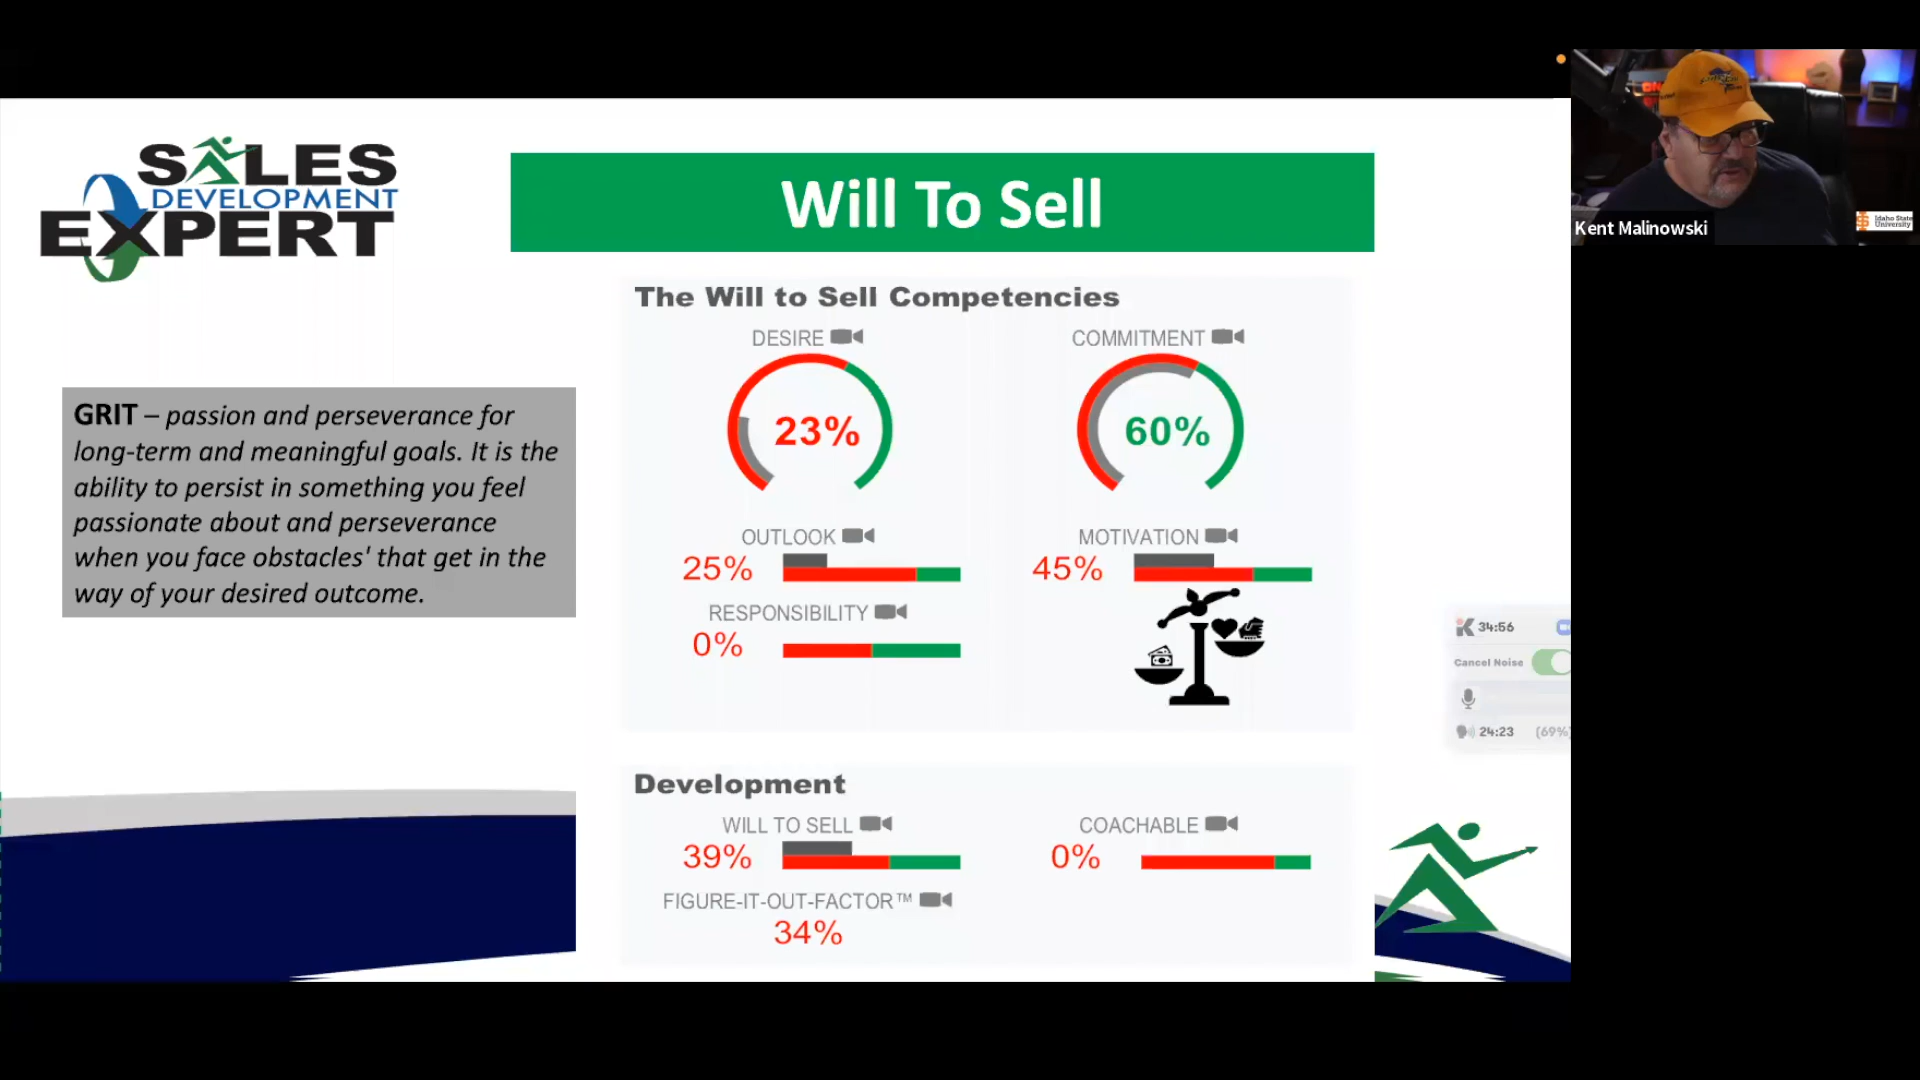 SALES
DEVELOPMENT
EXPERT
Will To Sell
Kent Malinowski
Idaho State
University
GRIT – passion and perseverance for
long-term and meaningful goals. It is the
ability to persist in something you feel
passionate about and perseverance
when you face obstacles' that get in the
way of your desired outcome.
The Will to Sell Competencies
DESIRE
23%
COMMITMENT
60%
OUTLOOK
25%
MOTIVATION
45%
RESPONSIBILITY
0%
34:56
Cancel Noise
24:23 (69%)
Development
WILL TO SELL
39%
COACHABLE
0%
FIGURE-IT-OUT-FACTOR™
34%